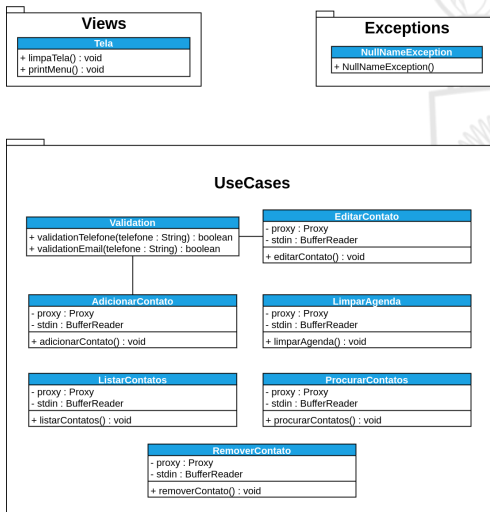 Views
Tela
+ limpaTela() : void
+ printMenu() : void
Exceptions
NullNameException
+ NullNameException()
UseCases
Validation
+ validationTelefone(telefone : String) : boolean
+ validationEmail(telefone : String) : boolean
EditarContato
- proxy : Proxy
- stdin : BufferReader
+ editarContato() : void
AdicionarContato
- proxy : Proxy
- stdin : BufferReader
+ adicionarContato() : void
LimparAgenda
- proxy : Proxy
- stdin : BufferReader
+ limparAgenda() : void
ListarContatos
- proxy : Proxy
- stdin : BufferReader
+ listarContatos() : void
ProcurarContatos
- proxy : Proxy
- stdin : BufferReader
+ procurarContatos() : void
RemoverContato
- proxy : Proxy
- stdin : BufferReader
+ removerContato() : void